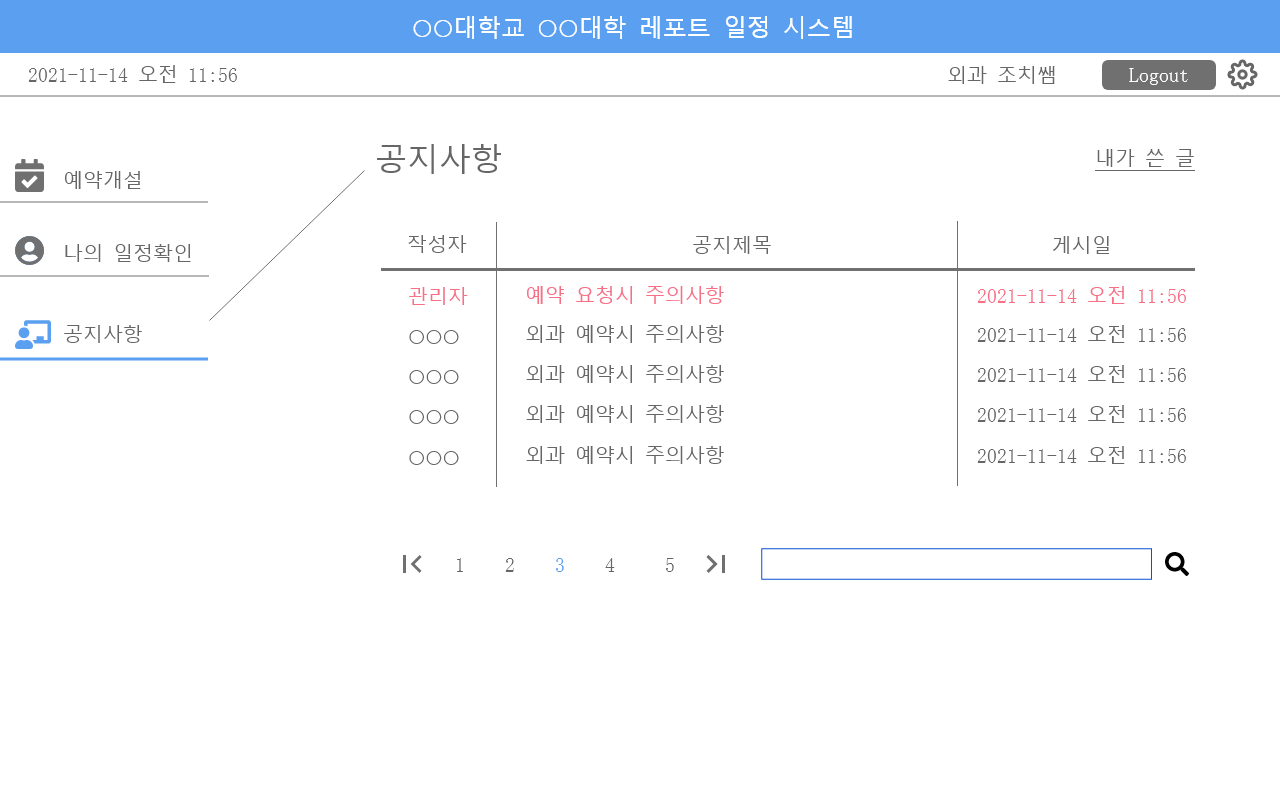 ○○대학교 ○○대학 레포트 일정 시스템
2021-11-14 오전 11:56 외과 조치쌤 Logout
공지사항 내가 쓴 글
예약개설
나의 일정확인
공지사항
작성자 공지제목 게시일
관리자 예약 요청시 주의사항 2021-11-14 오전 11:56
○○○ 외과 예약시 주의사항 2021-11-14 오전 11:56
○○○ 외과 예약시 주의사항 2021-11-14 오전 11:56
○○○ 외과 예약시 주의사항 2021-11-14 오전 11:56
○○○ 외과 예약시 주의사항 2021-11-14 오전 11:56
1 2 3 4 5